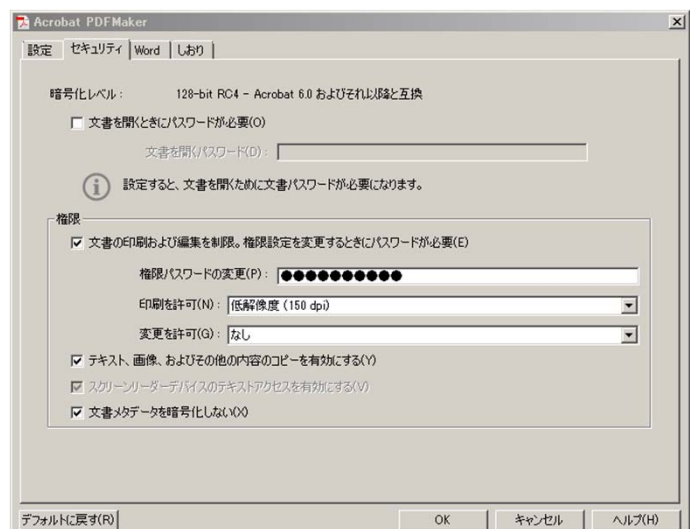 Acrobat PDFMaker
設定 セキュリティ Word しおり
暗号化レベル： 128-bit RC4 - Acrobat 6.0 およびそれ以降と互換
文書を開くときにパスワードが必要(O)
文書を開くパスワード(D)：
設定すると、文書を開くために文書パスワードが必要になります。
権限
文書の印刷および編集を制限。権限設定を変更するときにパスワードが必要(E)
権限パスワードの変更(P)： ●●●●●●●●●●
印刷を許可(N)： 低解像度 (150 dpi)
変更を許可(G)： なし
テキスト、画像、およびその他の内容のコピーを有効にする(Y)
スクリーンリーダーデバイスのテキストアクセスを有効にする(V)
文書メタデータを暗号化しない(X)
デフォルトに戻す(R) OK キャンセル ヘルプ(H)